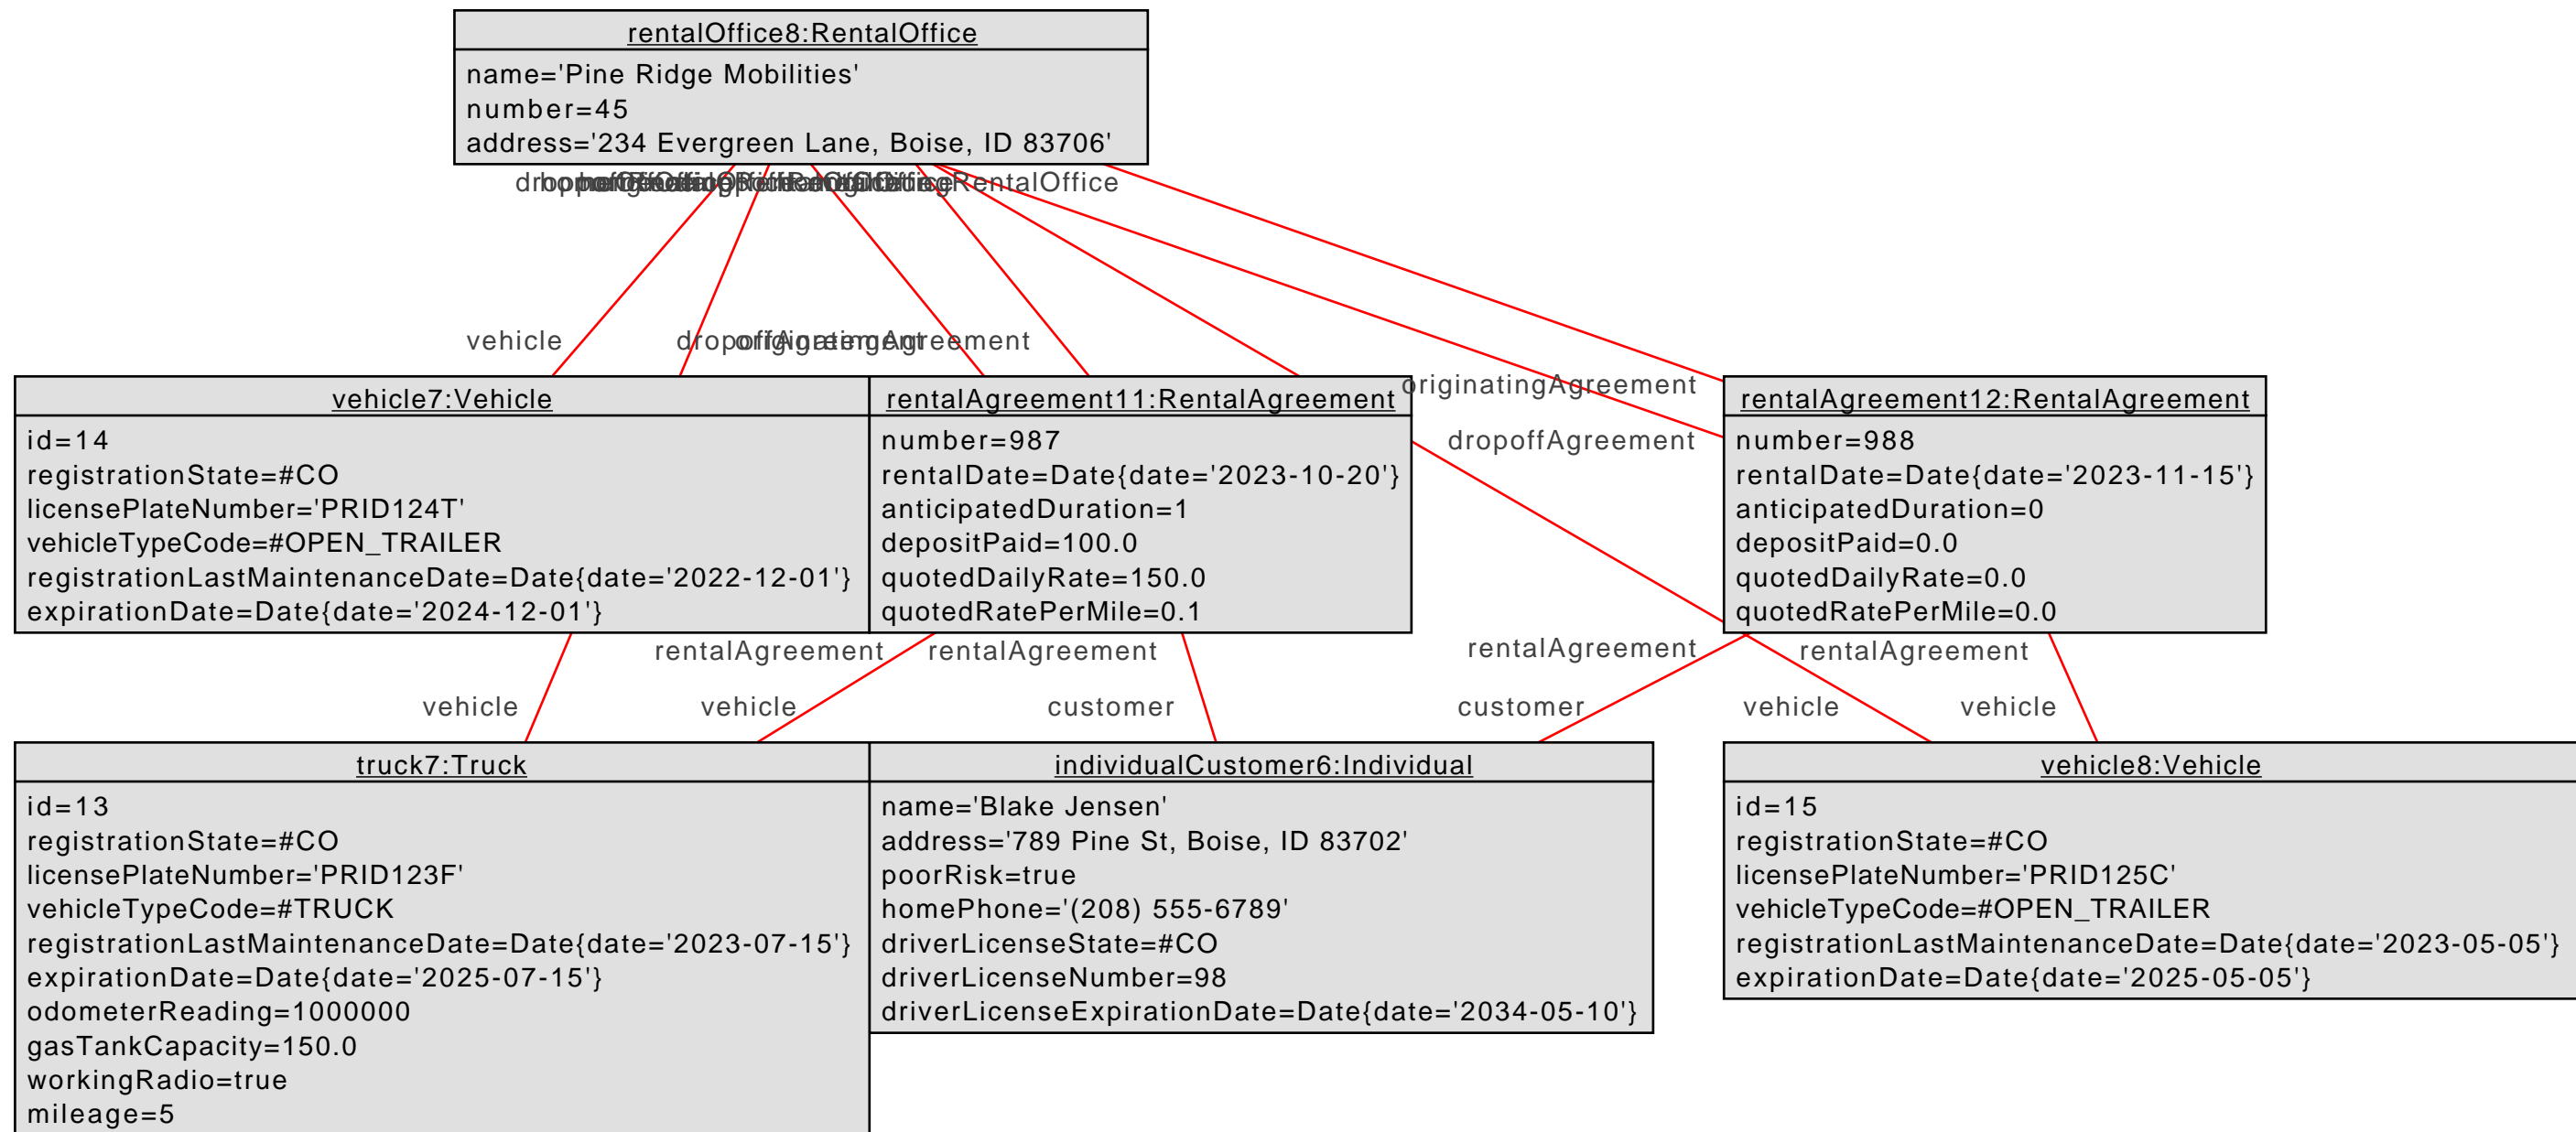 rentalOffice8:RentalOffice
name='Pine Ridge Mobilities'
number=45
address='234 Evergreen Lane, Boise, ID 83706'
vehicle
originatingAgreement
dropoffAgreement
vehicle7:Vehicle
id=14
registrationState=#CO
licensePlateNumber='PRID124T'
vehicleTypeCode=#OPEN_TRAILER
registrationLastMaintenanceDate=Date{date='2022-12-01'}
expirationDate=Date{date='2024-12-01'}
rentalAgreement11:RentalAgreement
number=987
rentalDate=Date{date='2023-10-20'}
anticipatedDuration=1
depositPaid=100.0
quotedDailyRate=150.0
quotedRatePerMile=0.1
rentalAgreement12:RentalAgreement
number=988
rentalDate=Date{date='2023-11-15'}
anticipatedDuration=0
depositPaid=0.0
quotedDailyRate=0.0
quotedRatePerMile=0.0
rentalAgreement
rentalAgreement
rentalAgreement
rentalAgreement
vehicle
vehicle
customer
customer
vehicle
vehicle
truck7:Truck
id=13
registrationState=#CO
licensePlateNumber='PRID123F'
vehicleTypeCode=#TRUCK
registrationLastMaintenanceDate=Date{date='2023-07-15'}
expirationDate=Date{date='2025-07-15'}
odometerReading=1000000
gasTankCapacity=150.0
workingRadio=true
mileage=5
individualCustomer6:Individual
name='Blake Jensen'
address='789 Pine St, Boise, ID 83702'
poorRisk=true
homePhone='(208) 555-6789'
driverLicenseState=#CO
driverLicenseNumber=98
driverLicenseExpirationDate=Date{date='2034-05-10'}
vehicle8:Vehicle
id=15
registrationState=#CO
licensePlateNumber='PRID125C'
vehicleTypeCode=#OPEN_TRAILER
registrationLastMaintenanceDate=Date{date='2023-05-05'}
expirationDate=Date{date='2025-05-05'}